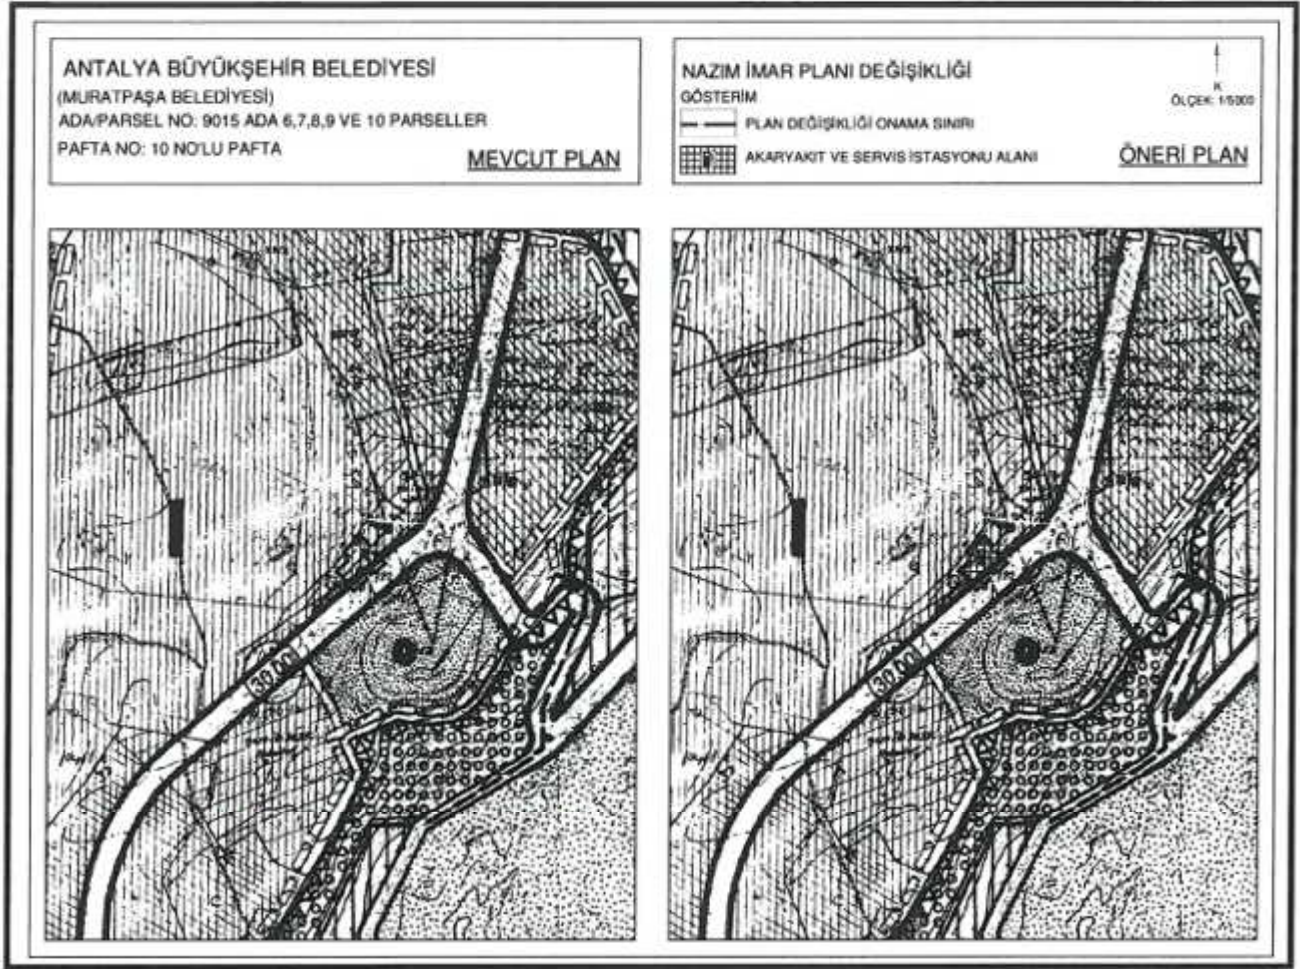 ANTALYA BÜYÜKŞEHİR BELEDİYESİ
(MURATPAŞA BELEDİYESİ)
ADA/PARSEL NO: 9015 ADA 6,7,8,9 VE 10 PARSELLER
PAFTA NO: 10 NO'LU PAFTA
MEVCUT PLAN
NAZIM İMAR PLANI DEĞİŞİKLİĞİ
GÖSTERİM
PLAN DEĞİŞİKLİĞİ ONAMA SINIRI
AKARYAKIT VE SERVİS İSTASYONU ALANI
K
ÖLÇEK: 1/5000
ÖNERİ PLAN
30.00
30.00